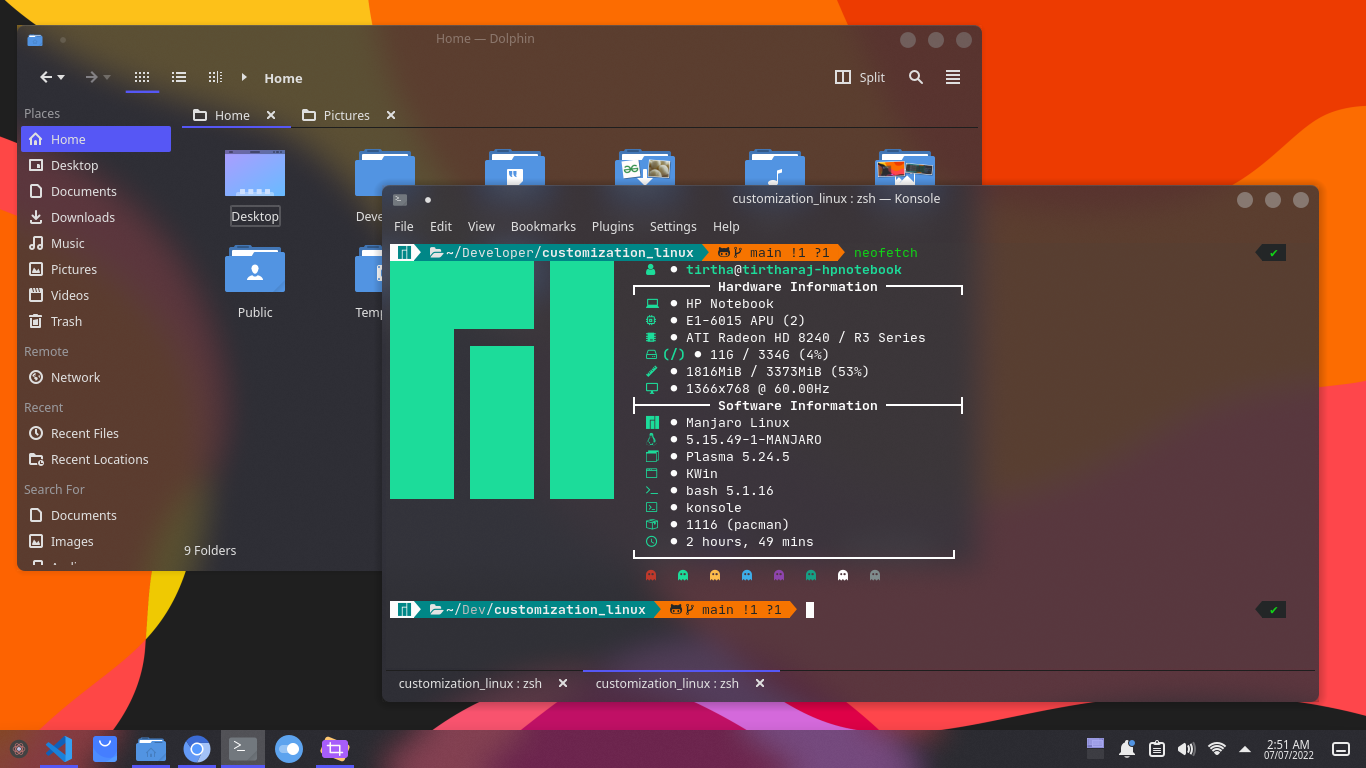 Home — Dolphin
Home
Split
Places
Home
Desktop
Documents
Downloads
Music
Pictures
Videos
Trash
Remote
Network
Recent
Recent Files
Recent Locations
Search For
Documents
Images
Home
Pictures
Desktop
Public
9 Folders
customization_linux : zsh — Konsole
File Edit View Bookmarks Plugins Settings Help
~/Developer/customization_linux main !1 ?1 neofetch ✔
● tirtha@tirtharaj-hpnotebook
Hardware Information
● HP Notebook
● E1-6015 APU (2)
● ATI Radeon HD 8240 / R3 Series
(/) ● 11G / 334G (4%)
● 1816MiB / 3373MiB (53%)
● 1366x768 @ 60.00Hz
Software Information
● Manjaro Linux
● 5.15.49-1-MANJARO
● Plasma 5.24.5
● KWin
● bash 5.1.16
● konsole
● 1116 (pacman)
● 2 hours, 49 mins
~/Dev/customization_linux main !1 ?1 ✔
customization_linux : zsh
customization_linux : zsh
2:51 AM
07/07/2022